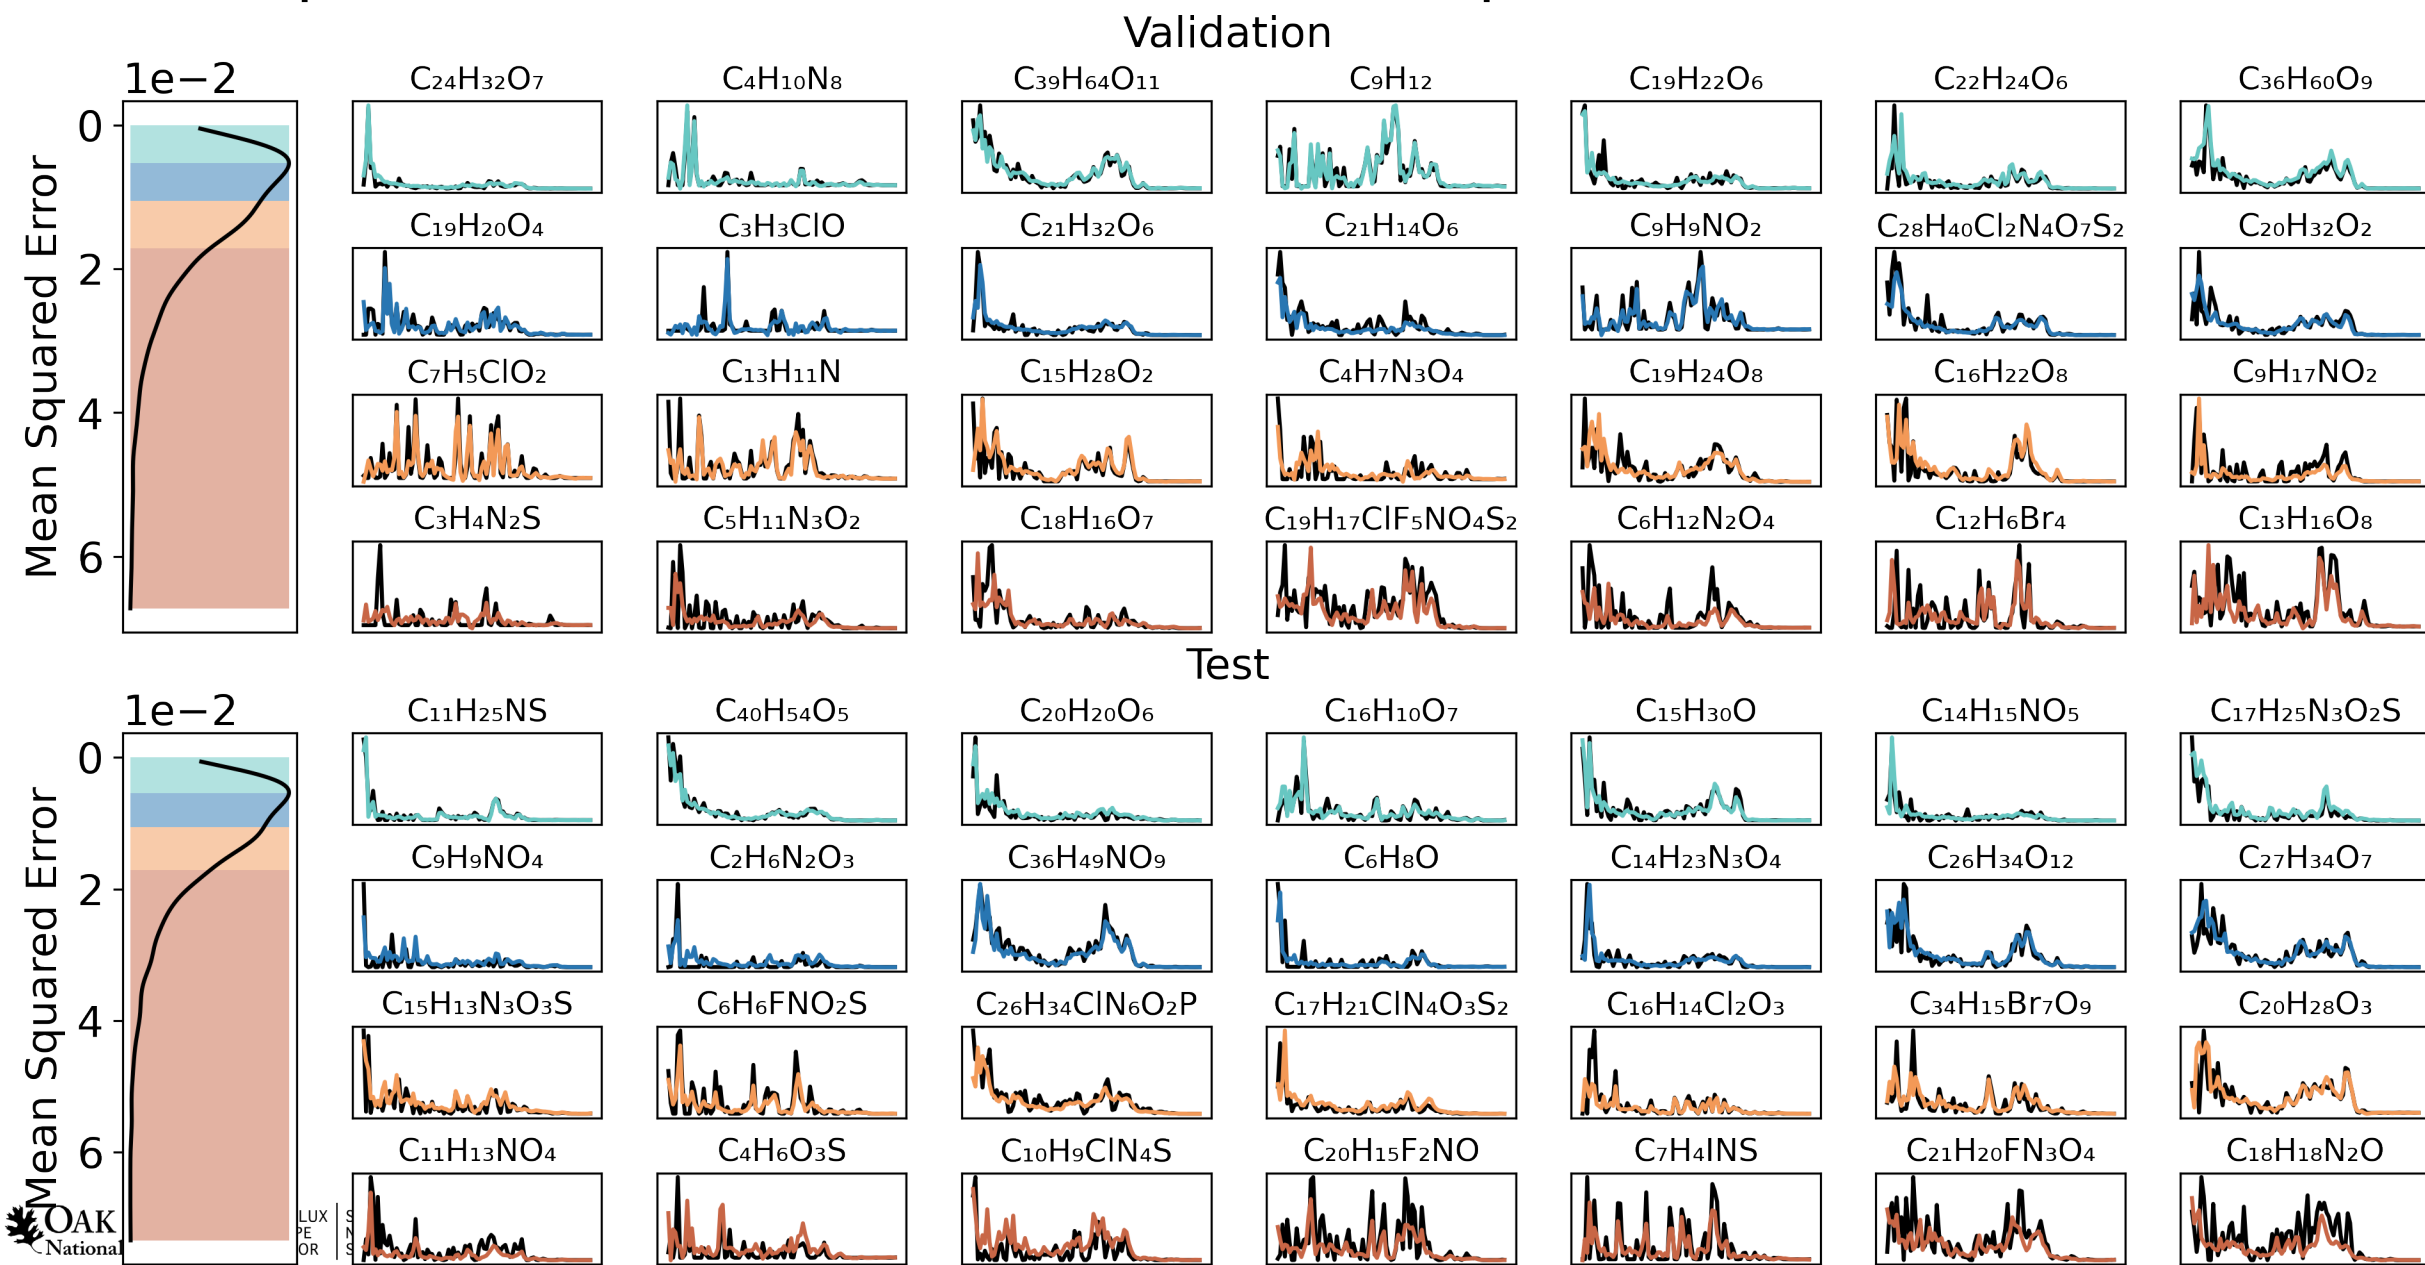 Validation
1e−2
C₂₄H₃₂O₇ C₄H₁₀N₈ C₃₉H₆₄O₁₁ C₉H₁₂ C₁₉H₂₂O₆ C₂₂H₂₄O₆ C₃₆H₆₀O₉
C₁₉H₂₀O₄ C₃H₃ClO C₂₁H₃₂O₆ C₂₁H₁₄O₆ C₉H₉NO₂ C₂₈H₄₀Cl₂N₄O₇S₂ C₂₀H₃₂O₂
C₇H₅ClO₂ C₁₃H₁₁N C₁₅H₂₈O₂ C₄H₇N₃O₄ C₁₉H₂₄O₈ C₁₆H₂₂O₈ C₉H₁₇NO₂
C₃H₄N₂S C₅H₁₁N₃O₂ C₁₈H₁₆O₇ C₁₉H₁₇ClF₅NO₄S₂ C₆H₁₂N₂O₄ C₁₂H₆Br₄ C₁₃H₁₆O₈
Mean Squared Error
0
2
4
6
Test
1e−2
C₁₁H₂₅NS C₄₀H₅₄O₅ C₂₀H₂₀O₆ C₁₆H₁₀O₇ C₁₅H₃₀O C₁₄H₁₅NO₅ C₁₇H₂₅N₃O₂S
C₉H₉NO₄ C₂H₆N₂O₃ C₃₆H₄₉NO₉ C₆H₈O C₁₄H₂₃N₃O₄ C₂₆H₃₄O₁₂ C₂₇H₃₄O₇
C₁₅H₁₃N₃O₃S C₆H₆FNO₂S C₂₆H₃₄ClN₆O₂P C₁₇H₂₁ClN₄O₃S₂ C₁₆H₁₄Cl₂O₃ C₃₄H₁₅Br₇O₉ C₂₀H₂₈O₃
C₁₁H₁₃NO₄ C₄H₆O₃S C₁₀H₉ClN₄S C₂₀H₁₅F₂NO C₇H₄INS C₂₁H₂₀FN₃O₄ C₁₈H₁₈N₂O
Mean Squared Error
0
2
4
6
OAK
National
LUX
OR